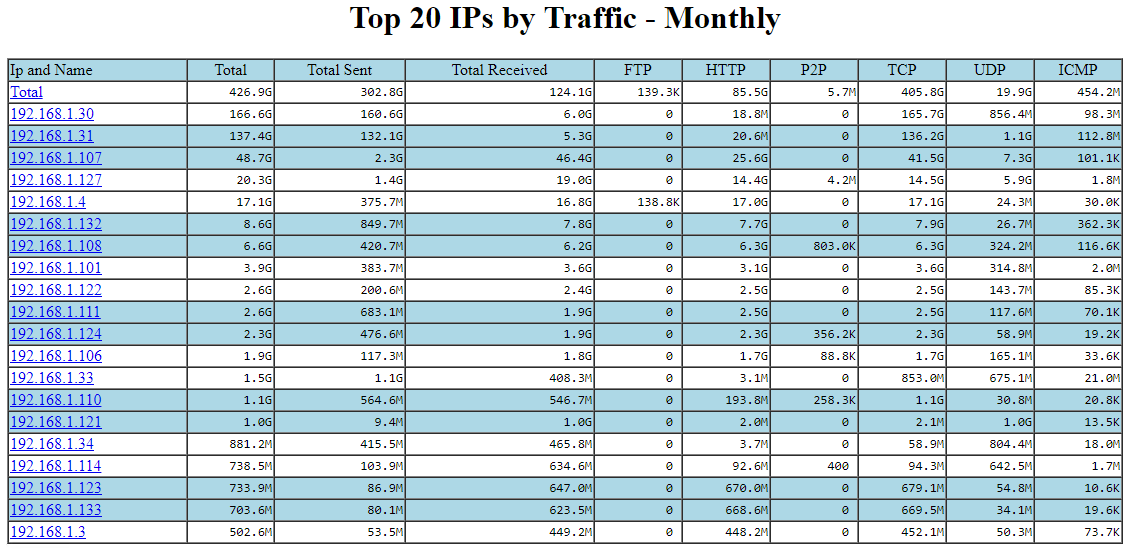 Top 20 IPs by Traffic - Monthly
Ip and Name Total Total Sent Total Received FTP HTTP P2P TCP UDP ICMP
Total 426.9G 302.8G 124.1G 139.3K 85.5G 5.7M 405.8G 19.9G 454.2M
192.168.1.30 166.6G 160.6G 6.0G 0 18.8M 0 165.7G 856.4M 98.3M
192.168.1.31 137.4G 132.1G 5.3G 0 20.6M 0 136.2G 1.1G 112.8M
192.168.1.107 48.7G 2.3G 46.4G 0 25.6G 0 41.5G 7.3G 101.1K
192.168.1.127 20.3G 1.4G 19.0G 0 14.4G 4.2M 14.5G 5.9G 1.8M
192.168.1.4 17.1G 375.7M 16.8G 138.8K 17.0G 0 17.1G 24.3M 30.0K
192.168.1.132 8.6G 849.7M 7.8G 0 7.7G 0 7.9G 26.7M 362.3K
192.168.1.108 6.6G 420.7M 6.2G 0 6.3G 803.0K 6.3G 324.2M 116.6K
192.168.1.101 3.9G 383.7M 3.6G 0 3.1G 0 3.6G 314.8M 2.0M
192.168.1.122 2.6G 200.6M 2.4G 0 2.5G 0 2.5G 143.7M 85.3K
192.168.1.111 2.6G 683.1M 1.9G 0 2.5G 0 2.5G 117.6M 70.1K
192.168.1.124 2.3G 476.6M 1.9G 0 2.3G 356.2K 2.3G 58.9M 19.2K
192.168.1.106 1.9G 117.3M 1.8G 0 1.7G 88.8K 1.7G 165.1M 33.6K
192.168.1.33 1.5G 1.1G 408.3M 0 3.1M 0 853.0M 675.1M 21.0M
192.168.1.110 1.1G 564.6M 546.7M 0 193.8M 258.3K 1.1G 30.8M 20.8K
192.168.1.121 1.0G 9.4M 1.0G 0 2.0M 0 2.1M 1.0G 13.5K
192.168.1.34 881.2M 415.5M 465.8M 0 3.7M 0 58.9M 804.4M 18.0M
192.168.1.114 738.5M 103.9M 634.6M 0 92.6M 400 94.3M 642.5M 1.7M
192.168.1.123 733.9M 86.9M 647.0M 0 670.0M 0 679.1M 54.8M 10.6K
192.168.1.133 703.6M 80.1M 623.5M 0 668.6M 0 669.5M 34.1M 19.6K
192.168.1.3 502.6M 53.5M 449.2M 0 448.2M 0 452.1M 50.3M 73.7K